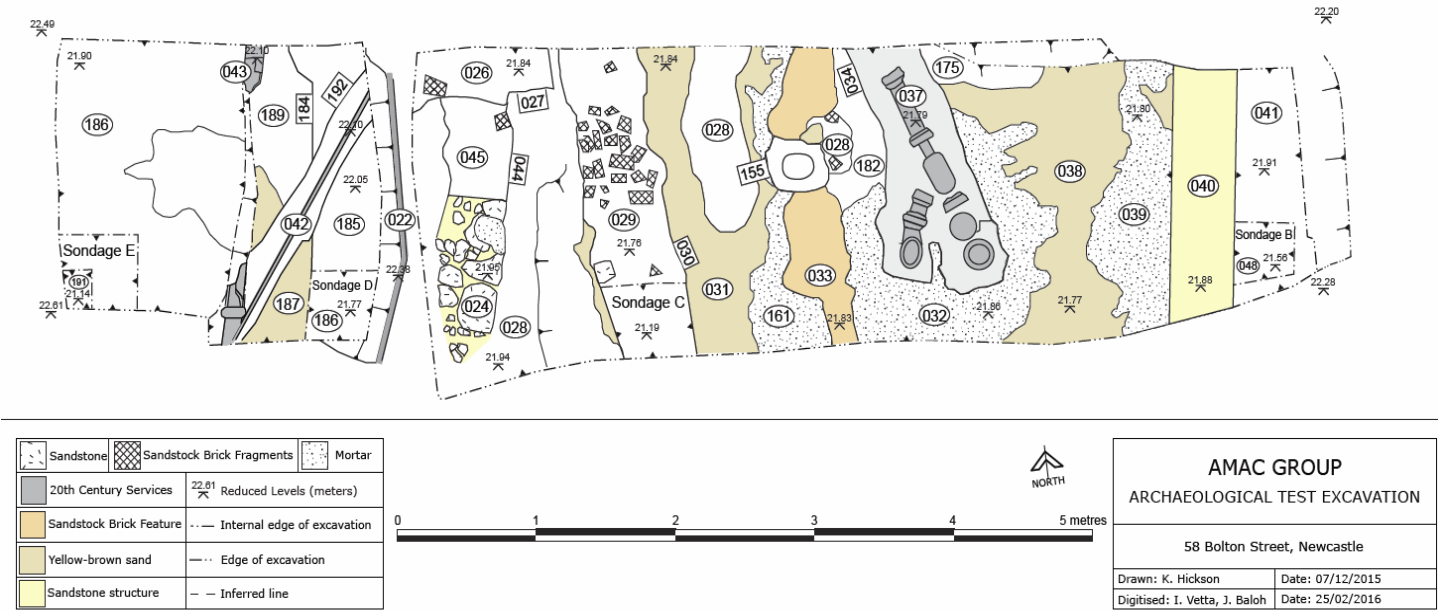 22.49
22.20
21.90
22.10
043
026
21.84
21.84
034
175
192
027
037
186
189
184
22.10
028
21.79
21.80
041
028
045
044
155
182
21.91
22.05
038
040
042
185
022
029
039
030
21.76
Sondage E
Sondage B
21.95
033
048
21.56
191
21.14
22.38
Sondage D
187
186
21.77
024
Sondage C
031
21.88
22.28
22.61
028
21.19
161
21.83
032
21.86
21.77
21.94
Sandstone
Sandstock Brick Fragments
Mortar
20th Century Services
22.61 Reduced Levels (meters)
Sandstock Brick Feature
Internal edge of excavation
Yellow-brown sand
Edge of excavation
Sandstone structure
Inferred line
0 1 2 3 4 5 metres
NORTH
AMAC GROUP
ARCHAEOLOGICAL TEST EXCAVATION
58 Bolton Street, Newcastle
Drawn: K. Hickson
Date: 07/12/2015
Digitised: I. Vetta, J. Baloh
Date: 25/02/2016